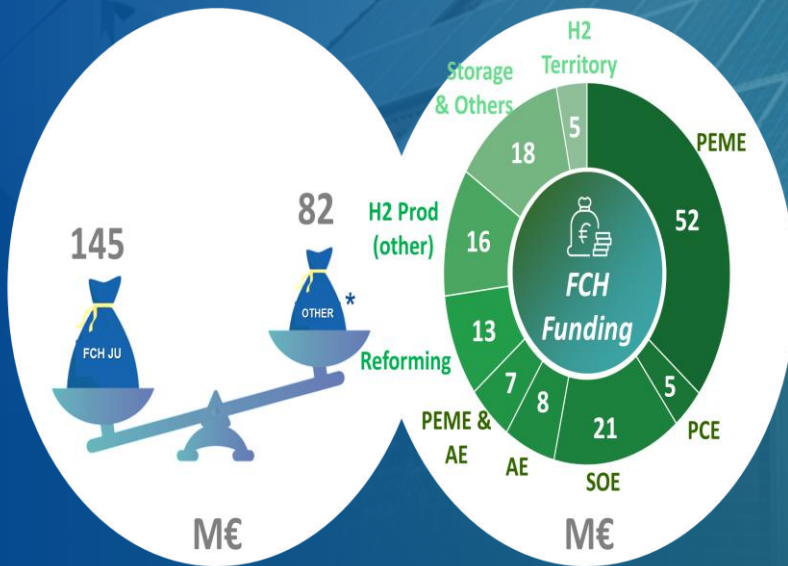 145
FCH JU
82
OTHER
*
M€
H2
Territory
Storage
& Others
H2 Prod
(other)
Reforming
PEME &
AE
AE
SOE
PCE
PEME
5
18
16
13
7
8
21
5
52
€
FCH
Funding
M€